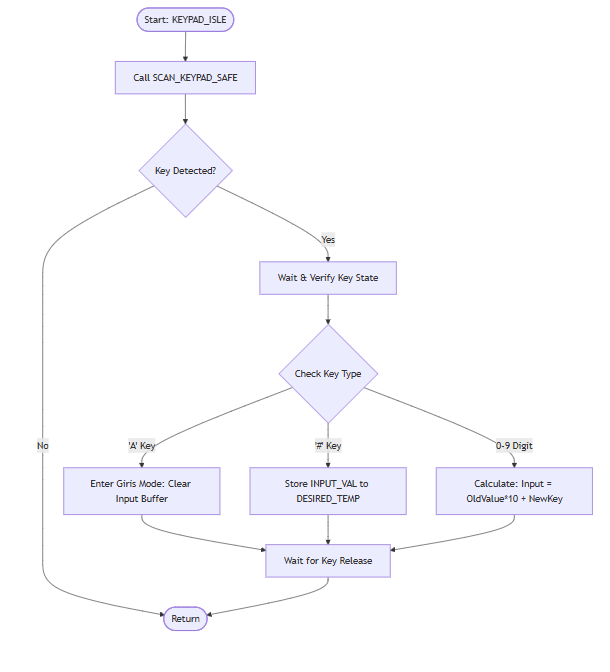 Start: KEYPAD_ISLE
Call SCAN_KEYPAD_SAFE
Key Detected?
Yes
Wait & Verify Key State
Check Key Type
No
'A' Key
'#' Key
0-9 Digit
Enter Giris Mode: Clear
Input Buffer
Store INPUT_VAL to
DESIRED_TEMP
Calculate: Input =
OldValue*10 + NewKey
Wait for Key Release
Return